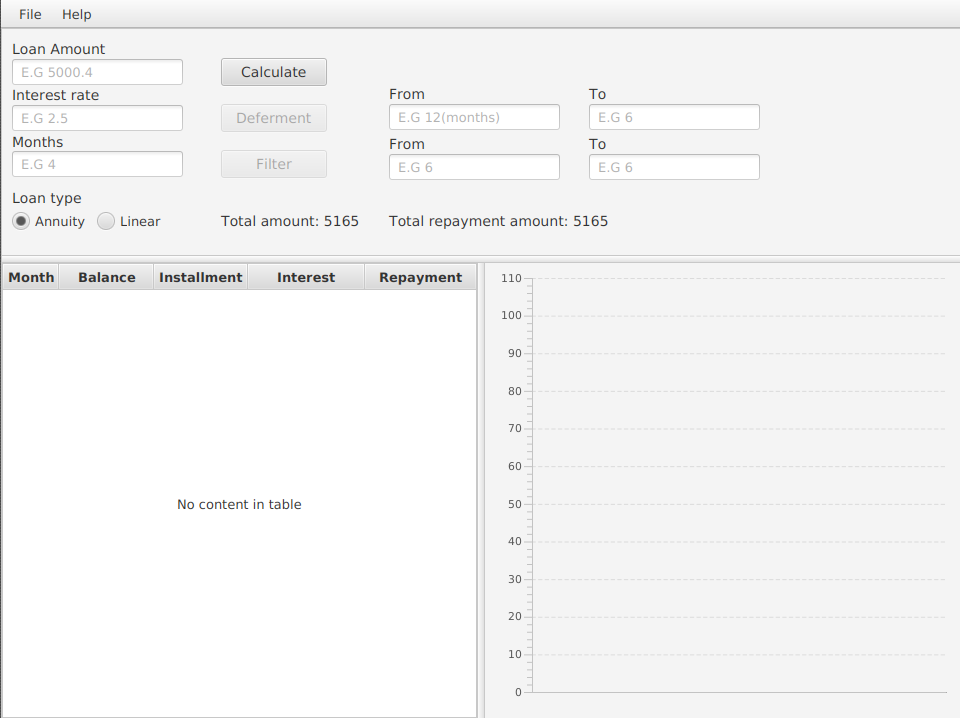 File Help
Loan Amount
E.G 5000.4
Calculate
Interest rate
From To
E.G 2.5
Deferment
E.G 12(months) E.G 6
Months
From To
E.G 4
Filter
E.G 6 E.G 6
Loan type
Annuity Linear Total amount: 5165 Total repayment amount: 5165
Month Balance Installment Interest Repayment
No content in table
110
100
90
80
70
60
50
40
30
20
10
0